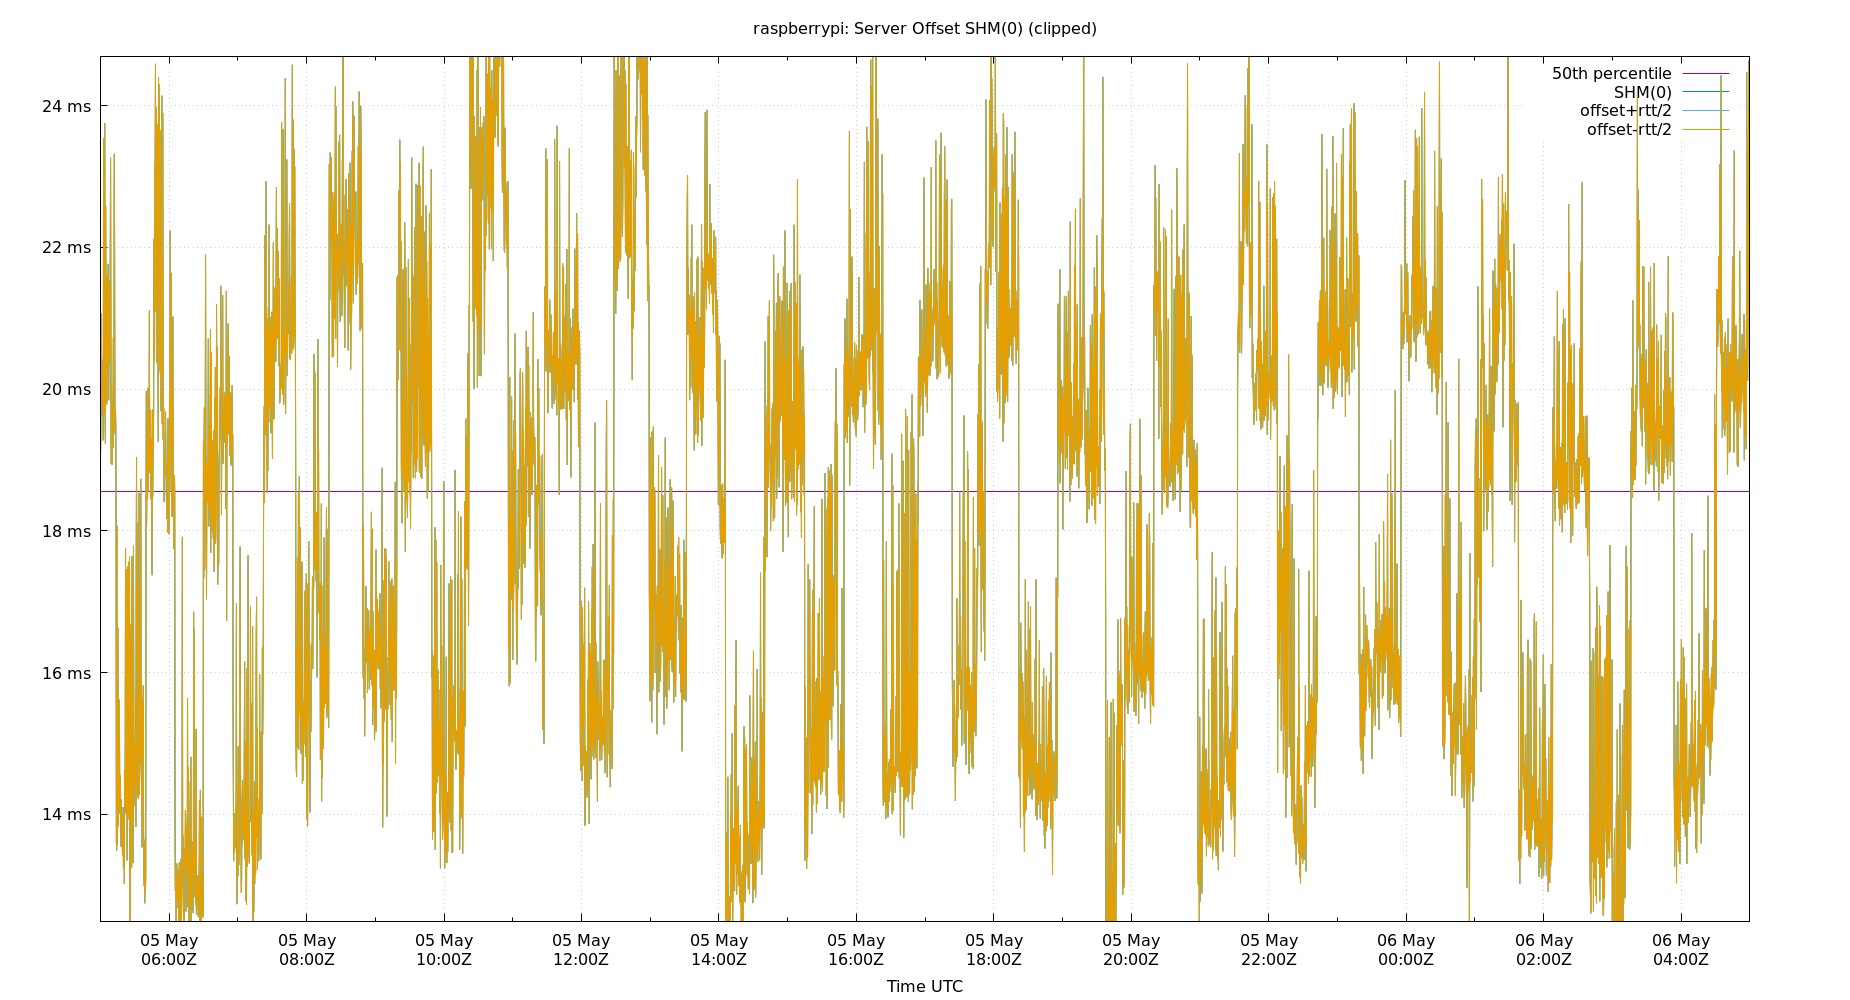 raspberrypi: Server Offset SHM(0) (clipped)
50th percentile
SHM(0)
offset+rtt/2
offset-rtt/2
24 ms
22 ms
20 ms
18 ms
16 ms
14 ms
05 May 05 May 05 May 05 May 05 May 05 May 05 May 05 May 05 May 06 May 06 May 06 May
06:00Z 08:00Z 10:00Z 12:00Z 14:00Z 16:00Z 18:00Z 20:00Z 22:00Z 00:00Z 02:00Z 04:00Z
Time UTC